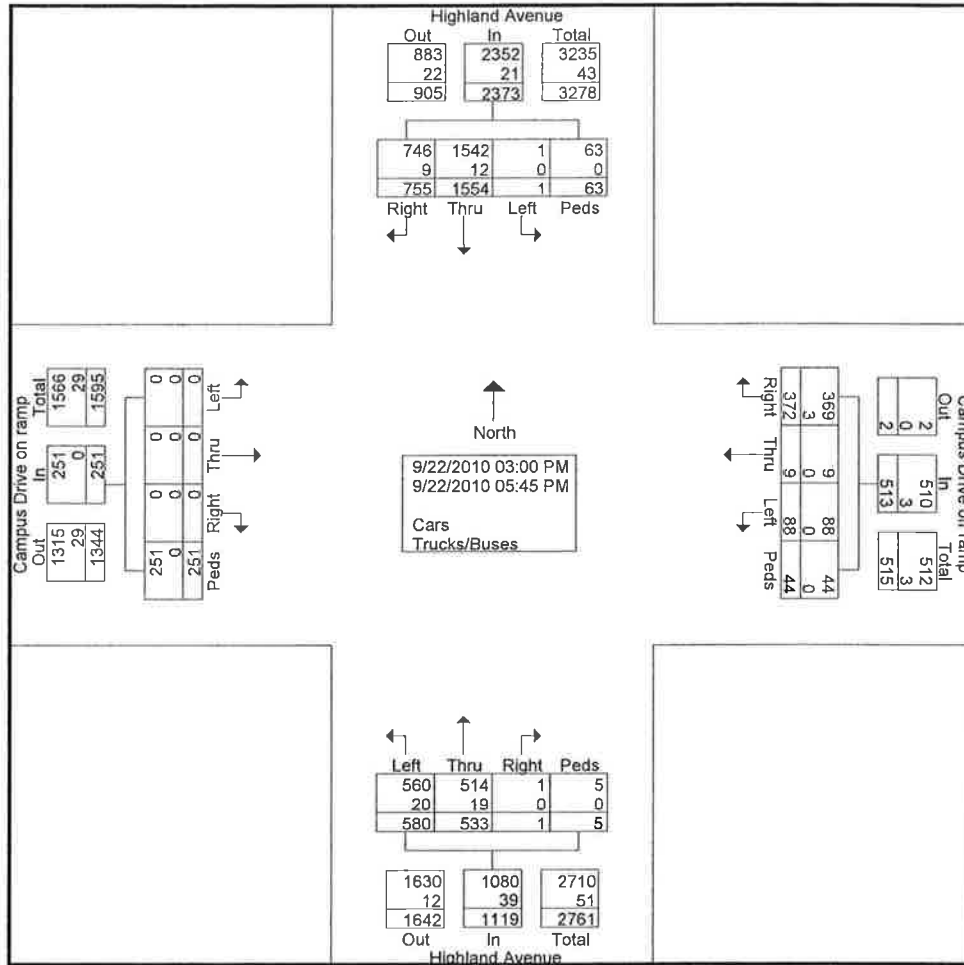 Highland Avenue
Out In Total
883 2352 3235
22 21 43
905 2373 3278
746 1542 1 63
9 12 0 0
755 1554 1 63
Right Thru Left Peds
Campus Drive on ramp
Total In Out
1566 251 1315
29 0 29
1595 251 1344
Left Thru Right Peds
0 0 0 251
0 0 0 0
0 0 0 251
North
9/22/2010 03:00 PM
9/22/2010 05:45 PM
Cars
Trucks/Buses
Right Thru Left Peds
369 9 88 44
3 0 0 0
372 9 88 44
Out In Total
2 510 512
0 3 3
2 513 515
Campus Drive on ramp
Left Thru Right Peds
560 514 1 5
20 19 0 0
580 533 1 5
1630 1080 2710
12 39 51
1642 1119 2761
Out In Total
Highland Avenue